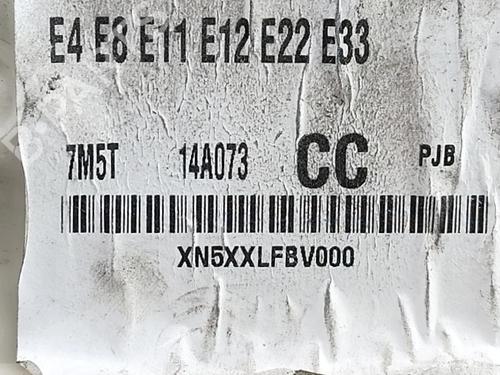 E4 E8 E11 E12 E22 E33
7M5T 14A073 CC PJB
XN5XXLFBV000